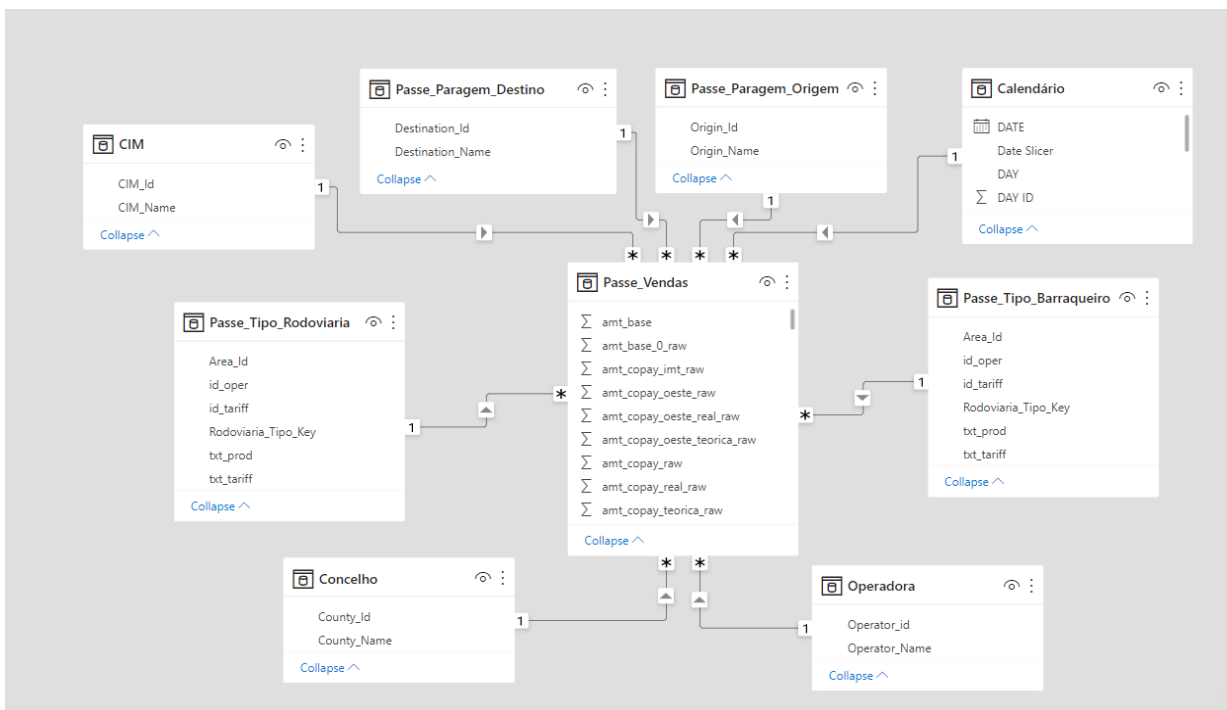 Passe_Paragem_Destino
Destination_Id
Destination_Name
Collapse
Passe_Paragem_Origem
Origin_Id
Origin_Name
Collapse
Calendário
DATE
Date Slicer
DAY
∑ DAY ID
Collapse
CIM
CIM_Id
CIM_Name
Collapse
1
1
1
1
*
*
*
*
Passe_Vendas
∑ amt_base
∑ amt_base_0_raw
∑ amt_copay_imt_raw
∑ amt_copay_oeste_raw
∑ amt_copay_oeste_real_raw
∑ amt_copay_oeste_teorica_raw
∑ amt_copay_raw
∑ amt_copay_real_raw
∑ amt_copay_teorica_raw
Collapse
Passe_Tipo_Rodoviaria
Area_Id
id_oper
id_tariff
Rodoviaria_Tipo_Key
txt_prod
txt_tariff
Collapse
1
*
Passe_Tipo_Barraqueiro
Area_Id
id_oper
id_tariff
Rodoviaria_Tipo_Key
txt_prod
txt_tariff
Collapse
1
*
*
*
Concelho
County_Id
County_Name
Collapse
1
Operadora
Operator_id
Operator_Name
Collapse
1